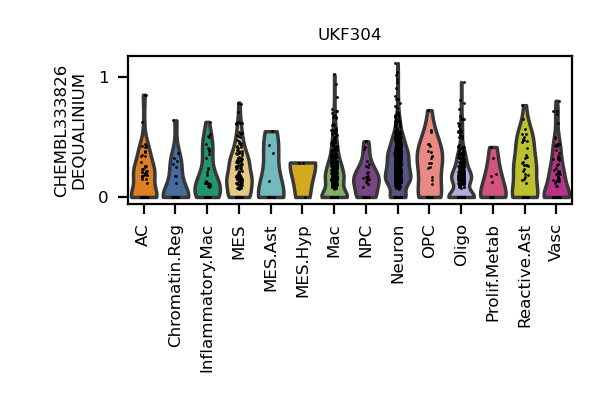 UKF304
CHEMBL333826
DEQUALINIUM
1
0
AC
Chromatin.Reg
Inflammatory.Mac
MES
MES.Ast
MES.Hyp
Mac
NPC
Neuron
OPC
Oligo
Prolif.Metab
Reactive.Ast
Vasc